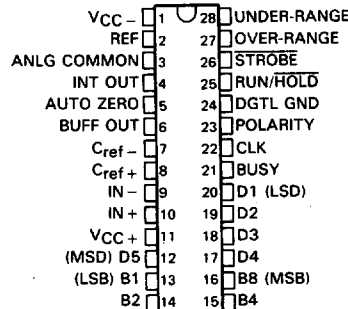 VCC − 1 28 UNDER-RANGE
REF 2 27 OVER-RANGE
ANLG COMMON 3 26 STROBE
INT OUT 4 25 RUN/HOLD
AUTO ZERO 5 24 DGTL GND
BUFF OUT 6 23 POLARITY
Cref − 7 22 CLK
Cref + 8 21 BUSY
IN − 9 20 D1 (LSD)
IN + 10 19 D2
VCC + 11 18 D3
(MSD) D5 12 17 D4
(LSB) B1 13 16 B8 (MSB)
B2 14 15 B4